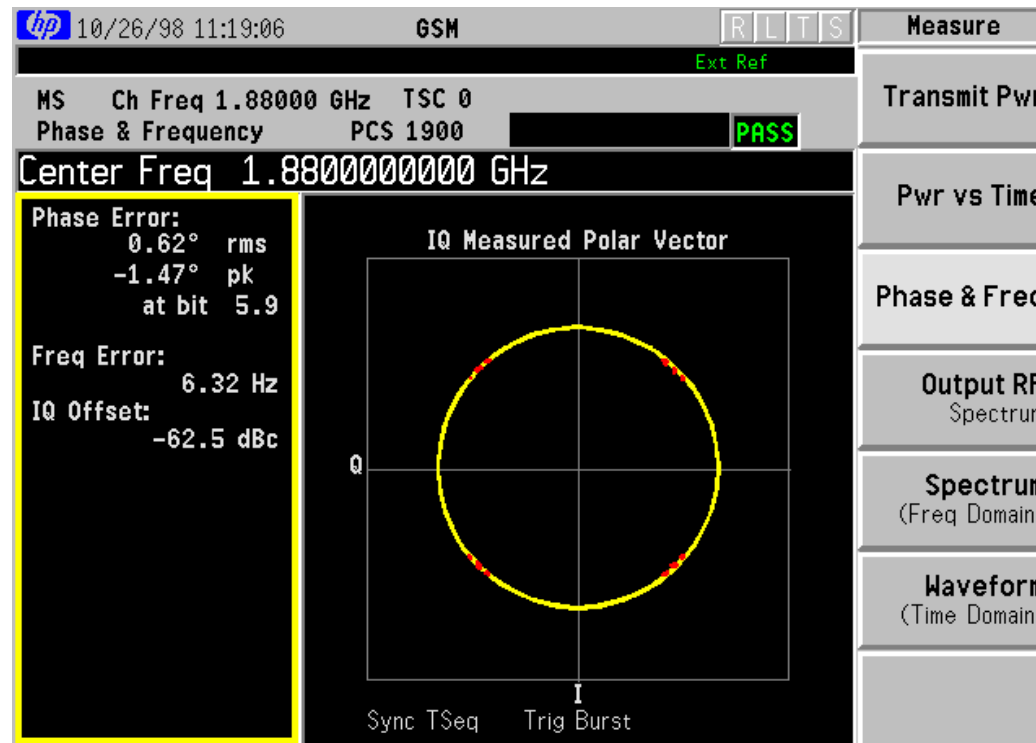 hp 10/26/98 11:19:06 GSM R L T S
Ext Ref
MS Ch Freq 1.88000 GHz TSC 0
Phase & Frequency PCS 1900 PASS
Center Freq 1.8800000000 GHz
Phase Error:
0.62° rms
-1.47° pk
at bit 5.9
Freq Error:
6.32 Hz
IQ Offset:
-62.5 dBc
IQ Measured Polar Vector
Q
I
Sync TSeq Trig Burst
Measure
Transmit Pwr
Pwr vs Time
Phase & Freq
Output RF
Spectrum
Spectrum
(Freq Domain
Waveform
(Time Domain